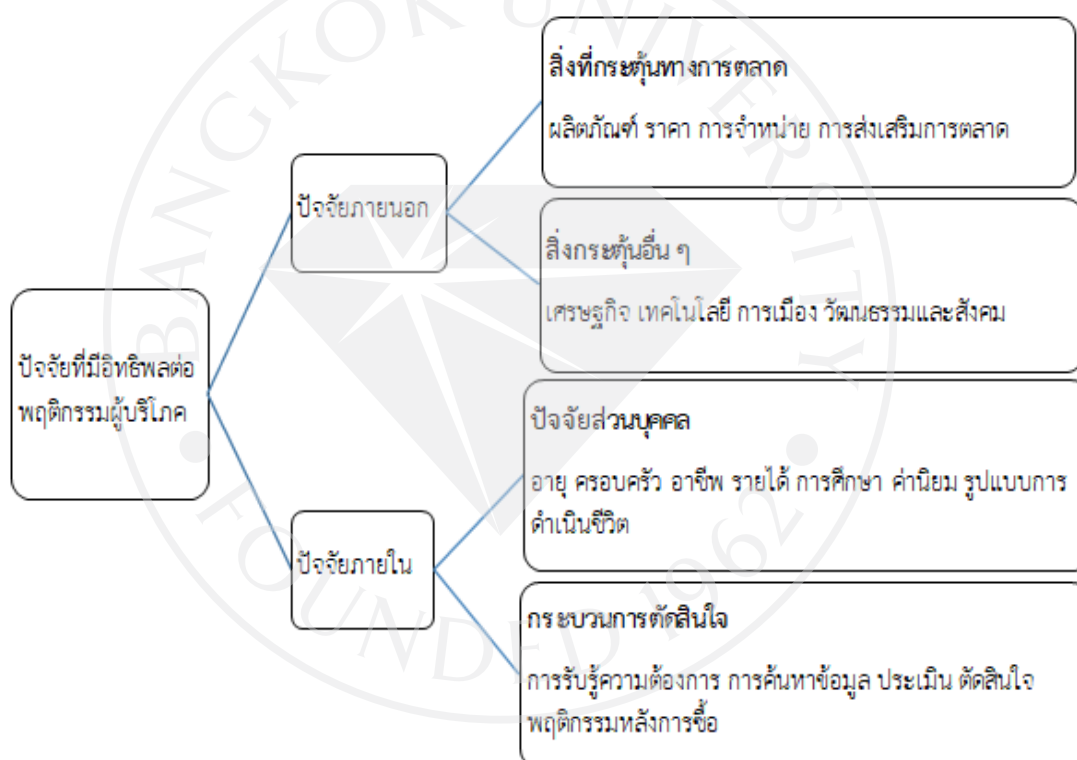 BANGKOK UNIVERSITY
สิ่งที่กระตุ้นทางการตลาด
ผลิตภัณฑ์ ราคา การจำหน่าย การส่งเสริมการตลาด
ปัจจัยภายนอก
สิ่งกระตุ้นอื่น ๆ
เศรษฐกิจ เทคโนโลยี การเมือง วัฒนธรรมและสังคม
ปัจจัยที่มีอิทธิพลต่อ
พฤติกรรมผู้บริโภค
ปัจจัยส่วนบุคคล
อายุ ครอบครัว อาชีพ รายได้ การศึกษา ค่านิยม รูปแบบการ
ดำเนินชีวิต
ปัจจัยภายใน
กระบวนการตัดสินใจ
การรับรู้ความต้องการ การค้นหาข้อมูล ประเมิน ตัดสินใจ
พฤติกรรมหลังการซื้อ
FOUNDED 1962